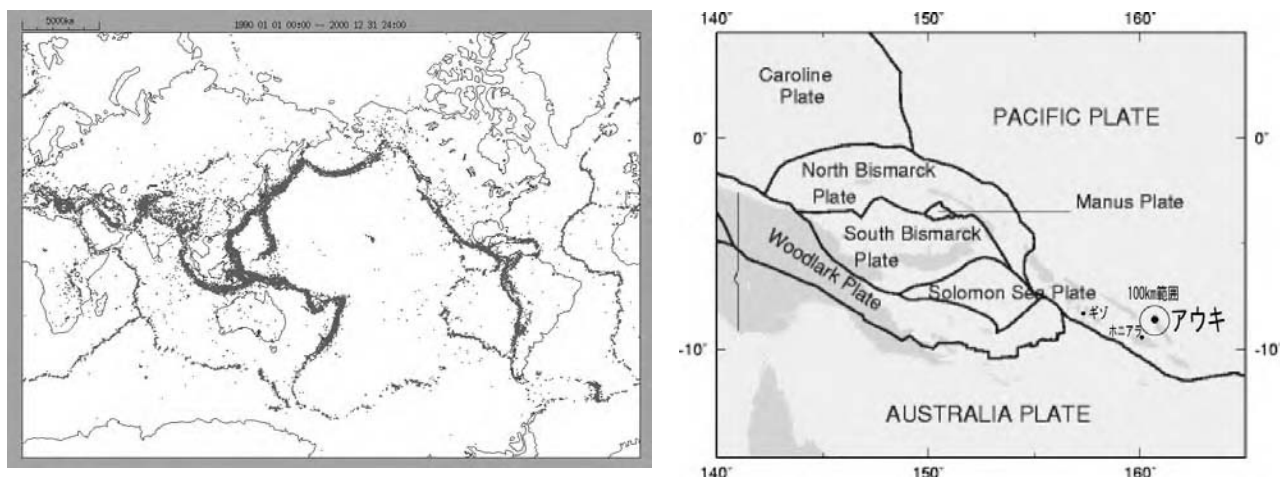 5000km
1990 01 01 00:00 -- 2000 12 31 24:00
140° 150° 160°
Caroline
Plate
PACIFIC PLATE
0°
North Bismarck
Plate
Manus Plate
South Bismarck
Plate
Woodlark Plate
Solomon Sea Plate
100km範囲
ギゾ
アウキ
ホニアラ
-10°
AUSTRALIA PLATE
140° 150° 160°